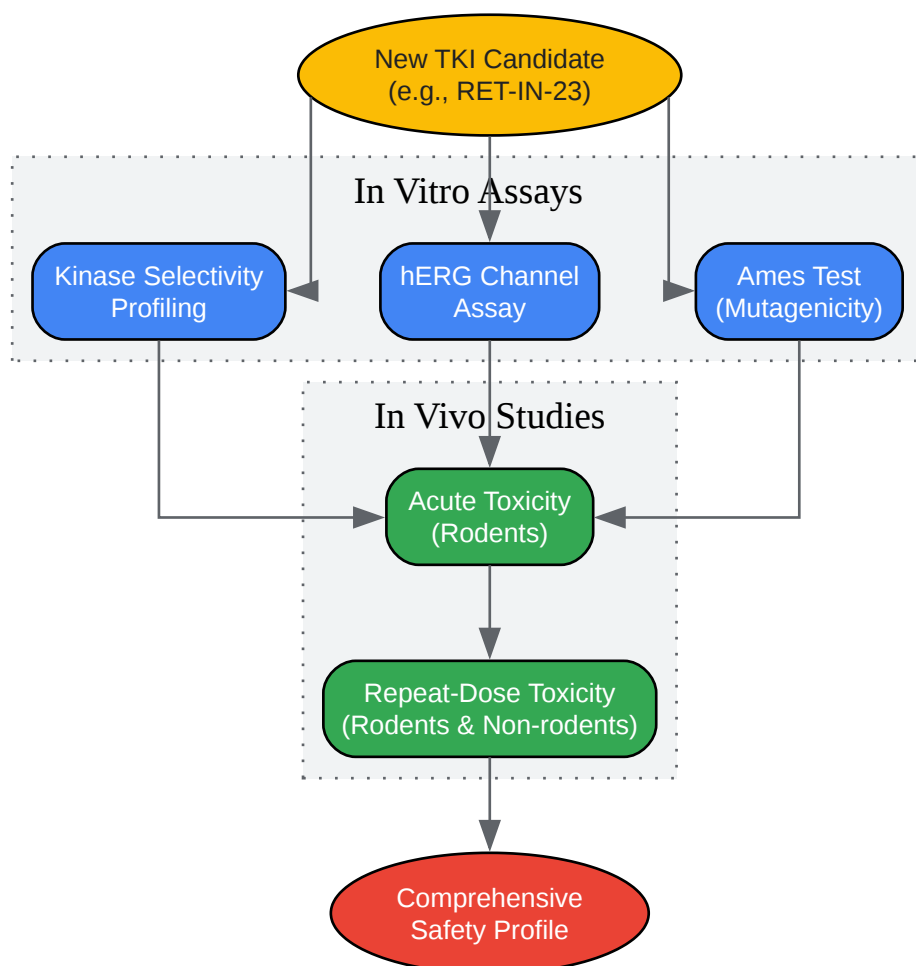 New TKI Candidate
(e.g., RET-IN-23)
In Vitro Assays
Kinase Selectivity
Profiling
hERG Channel
Assay
Ames Test
(Mutagenicity)
In Vivo Studies
Acute Toxicity
(Rodents)
Repeat-Dose Toxicity
(Rodents & Non-rodents)
Comprehensive
Safety Profile